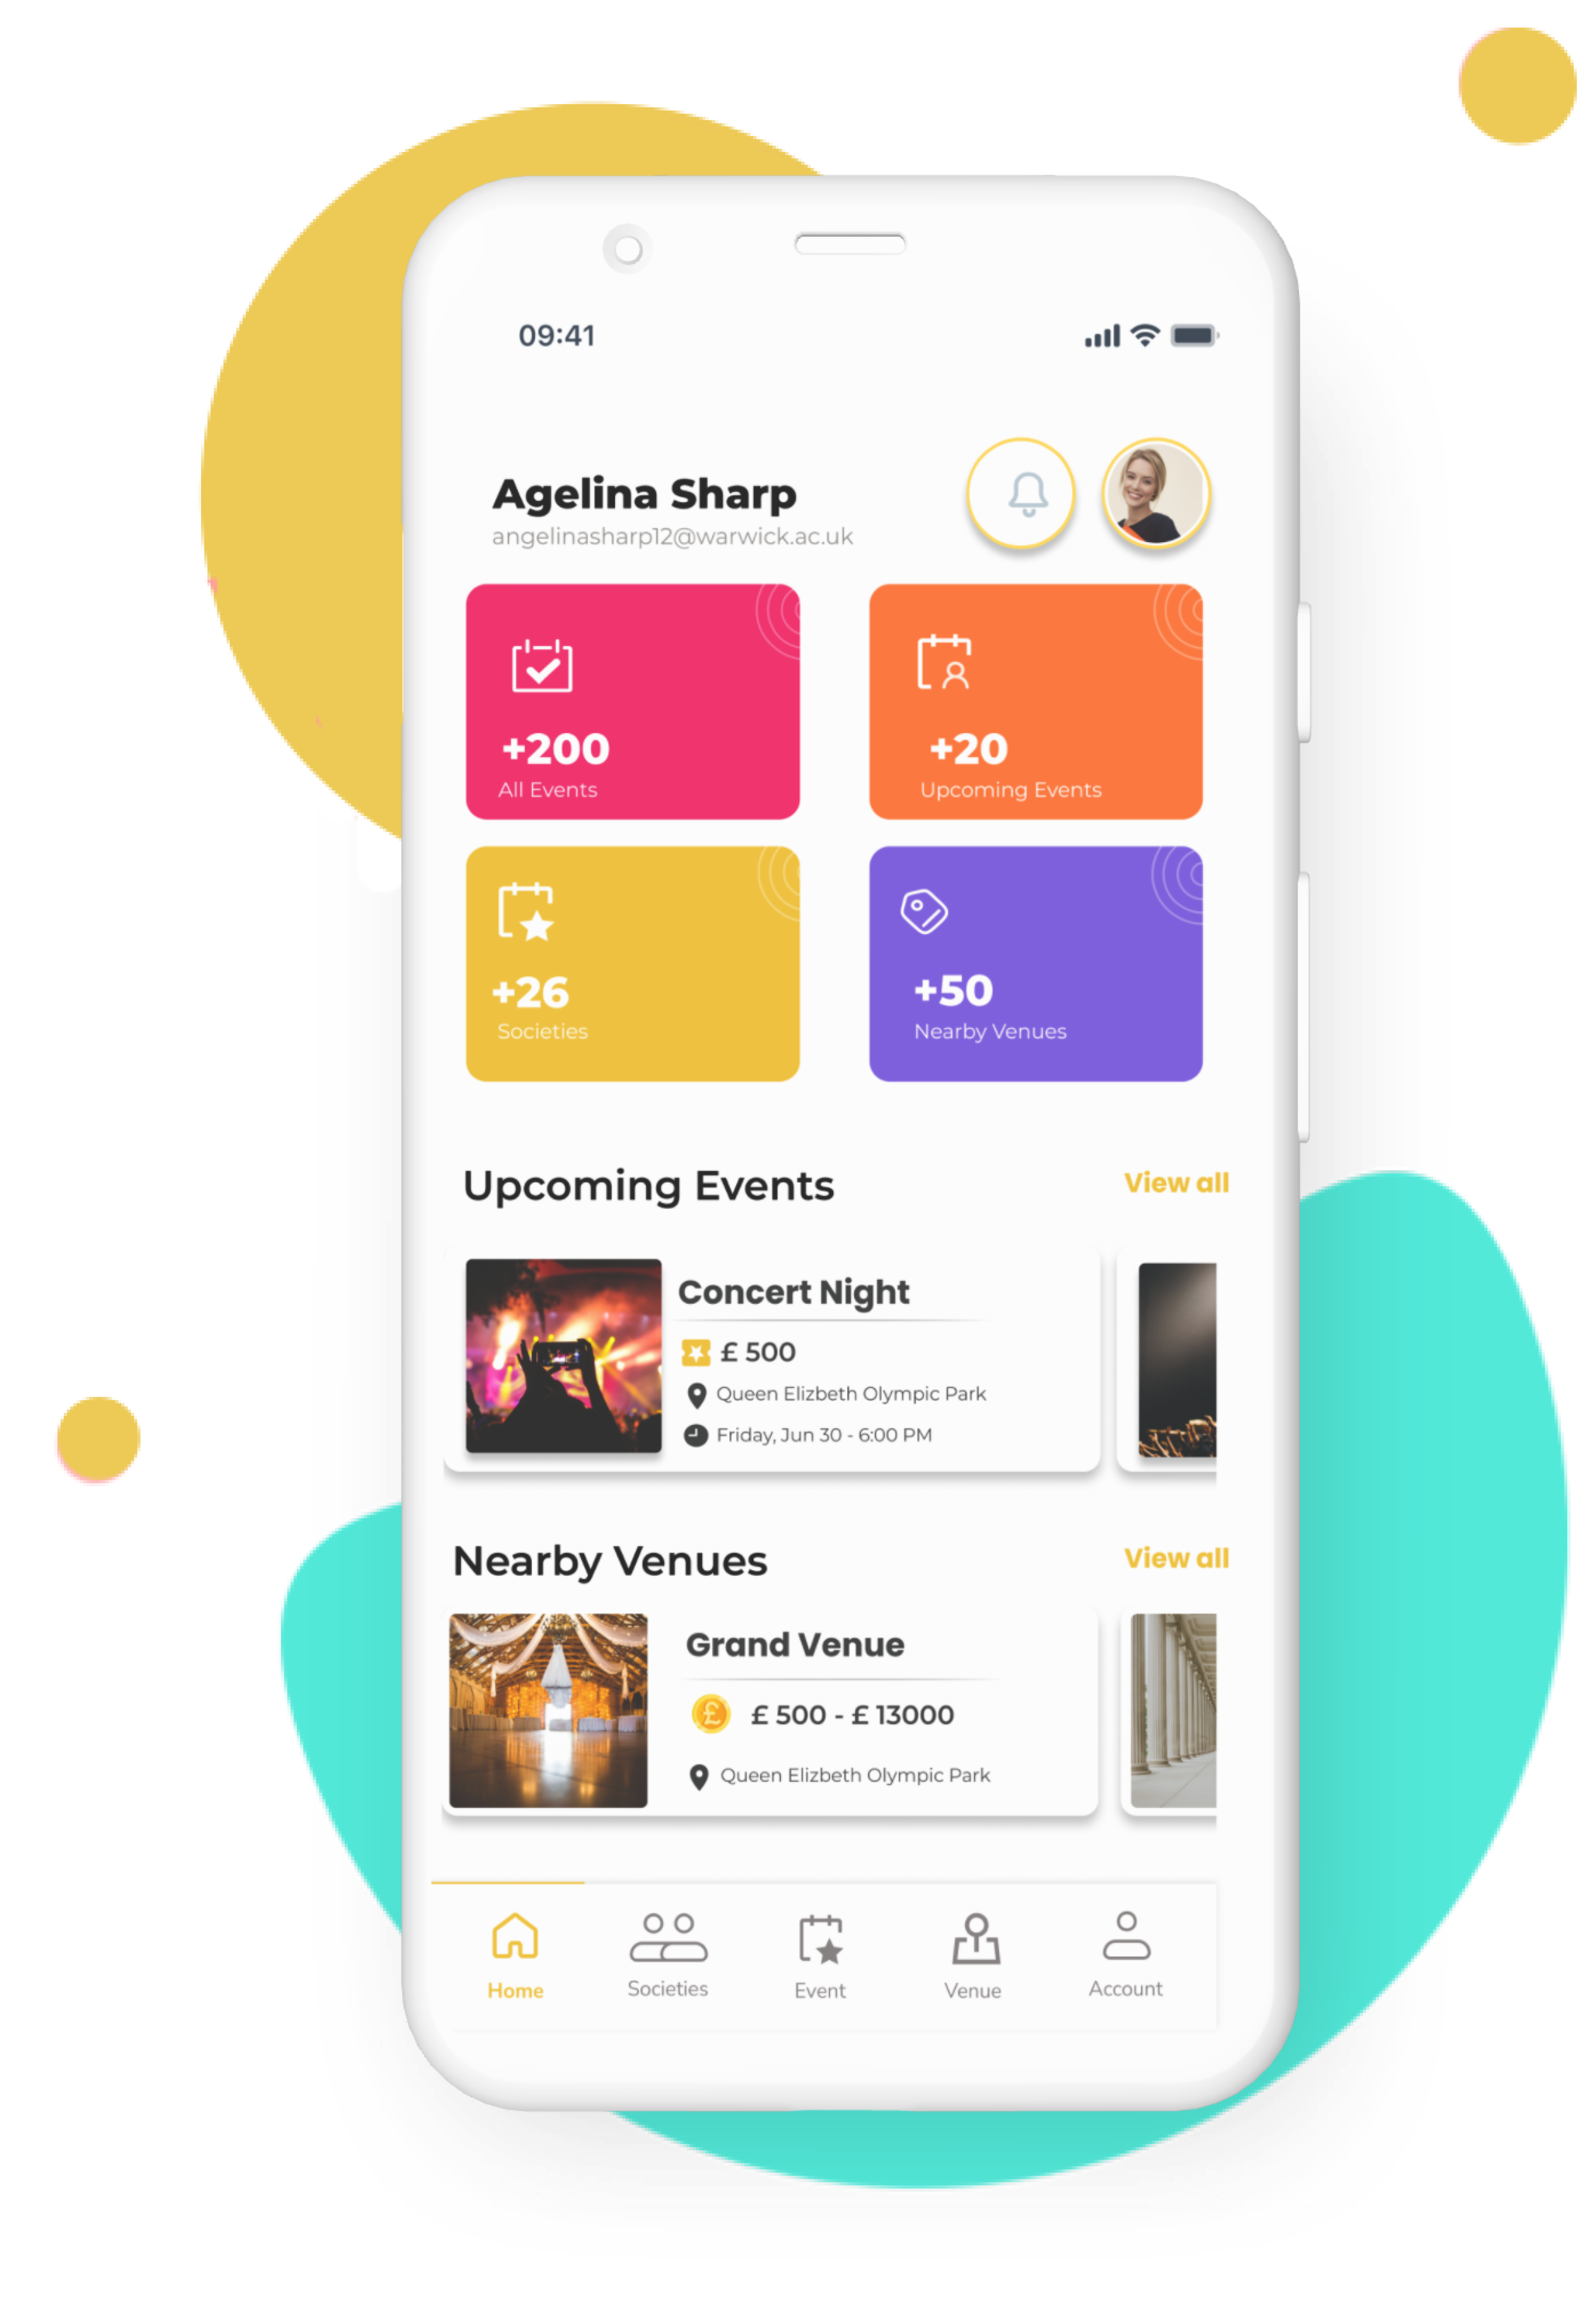 09:41
Agelina Sharp
angelinasharp12@warwick.ac.uk
+200
All Events
+20
Upcoming Events
+26
Societies
+50
Nearby Venues
Upcoming Events
View all
Concert Night
£ 500
Queen Elizbeth Olympic Park
Friday, Jun 30 - 6:00 PM
Nearby Venues
View all
Grand Venue
£ 500 - £ 13000
Queen Elizbeth Olympic Park
Home
Societies
Event
Venue
Account